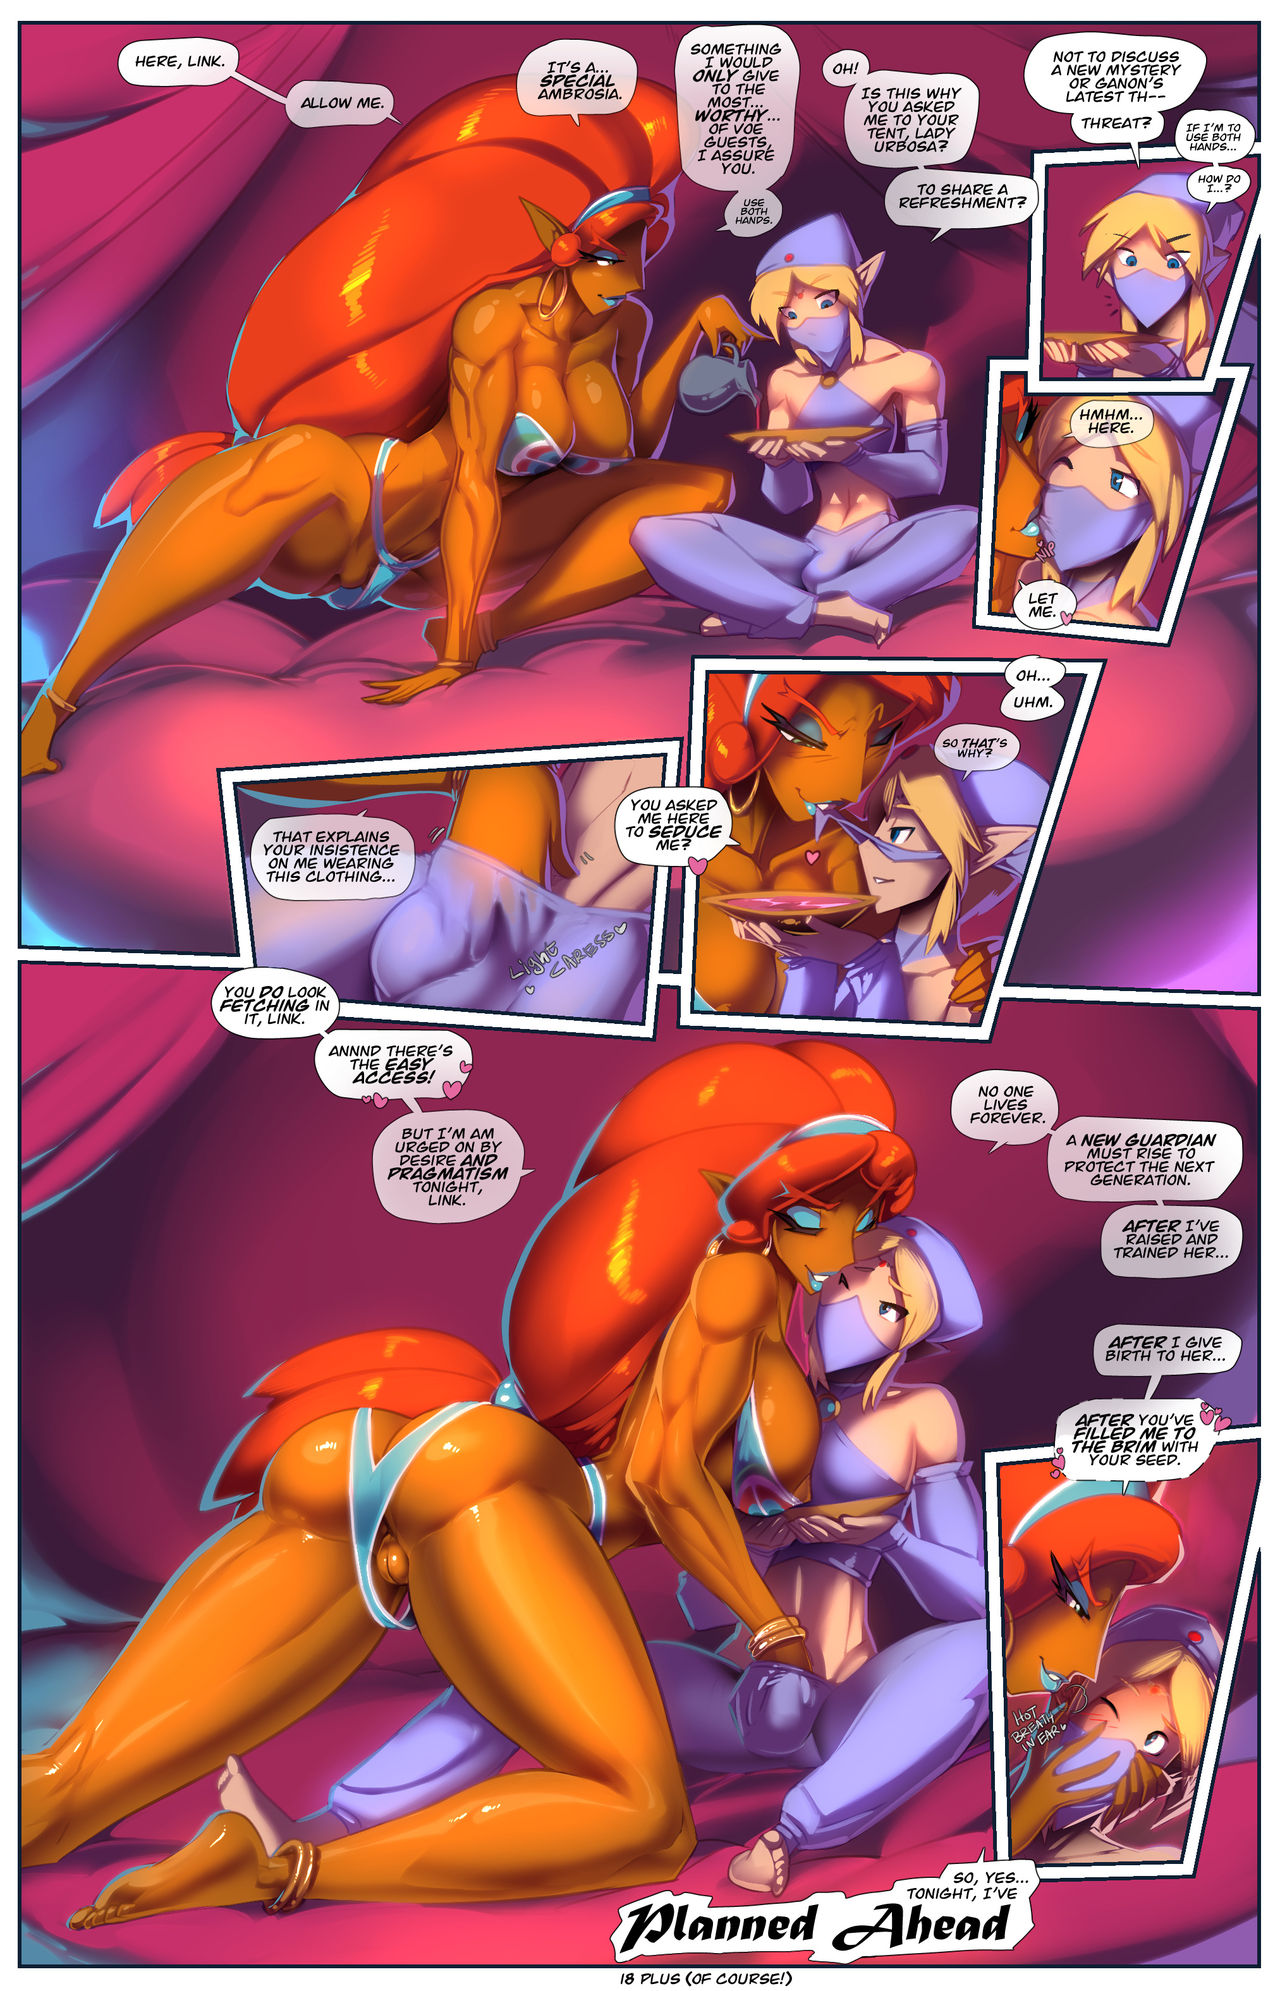 HERE, LINK.
ALLOW ME.
IT'S A...
SPECIAL
AMBROSIA.
SOMETHING
I WOULD
ONLY GIVE
TO THE
MOST...
WORTHY...
OF VOE
GUESTS,
I ASSURE
YOU.
USE
BOTH
HANDS.
OH!
IS THIS WHY
YOU ASKED
ME TO YOUR
TENT, LADY
URBOSA?
TO SHARE A
REFRESHMENT?
NOT TO DISCUSS
A NEW MYSTERY
OR GANON'S
LATEST TH--
THREAT?
IF I'M TO
USE BOTH
HANDS...
HOW DO
I...?
HMHM...
HERE.
NIP
LET
ME.
OH...
UHM.
SO THAT'S
WHY?
YOU ASKED
ME HERE
TO SEDUCE
ME?
THAT EXPLAINS
YOUR INSISTENCE
ON ME WEARING
THIS CLOTHING...
Light
CARESS
YOU DO LOOK
FETCHING IN
IT, LINK.
ANNND THERE'S
THE EASY
ACCESS!
BUT I'M AM
URGED ON BY
DESIRE AND
PRAGMATISM
TONIGHT,
LINK.
NO ONE
LIVES
FOREVER.
A NEW GUARDIAN
MUST RISE TO
PROTECT THE NEXT
GENERATION.
AFTER I'VE
RAISED AND
TRAINED HER...
AFTER I GIVE
BIRTH TO HER...
AFTER YOU'VE
FILLED ME TO
THE BRIM WITH
YOUR SEED.
HOT
BREATH
IN EAR
SO, YES...
TONIGHT, I'VE
Planned Ahead
18 PLUS (OF COURSE!)